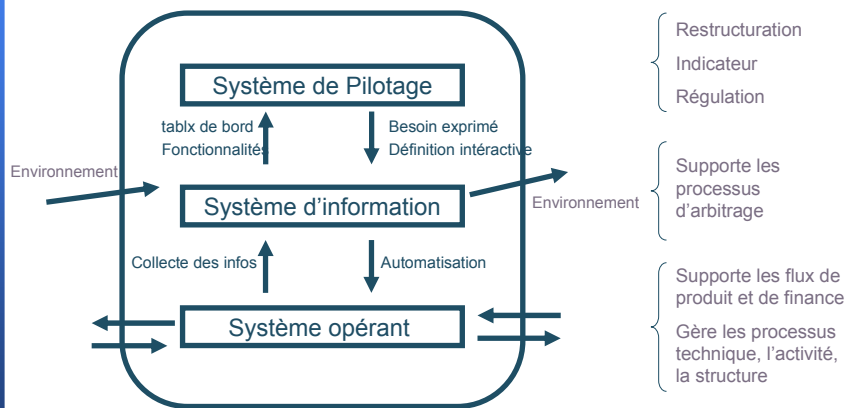 Système de Pilotage
tablx de bord
Fonctionnalités
Besoin exprimé
Définition intéractive
Environnement
Système d'information
Environnement
Collecte des infos
Automatisation
Système opérant
Restructuration
Indicateur
Régulation
Supporte les
processus
d'arbitrage
Supporte les flux de
produit et de finance
Gère les processus
technique, l'activité,
la structure